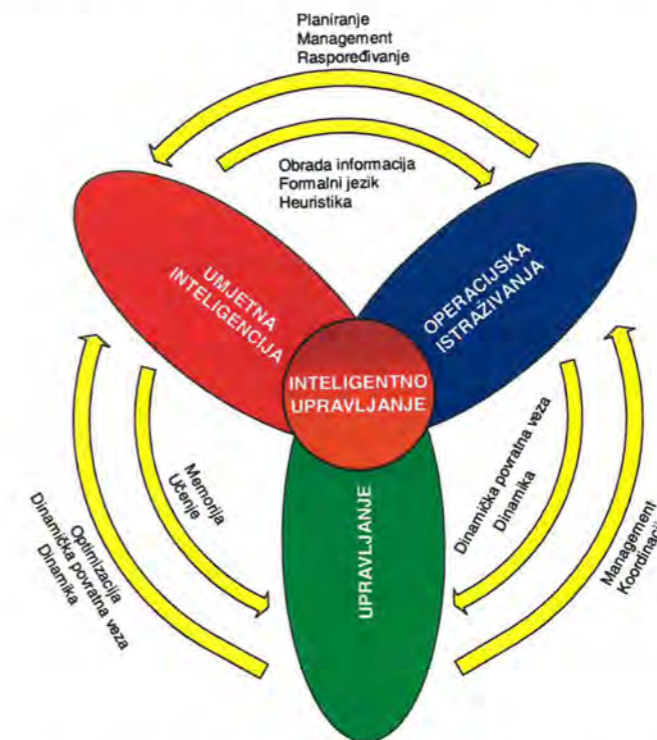 Planiranje
Management
Raspoređivanje
Obrada informacija
Formalni jezik
Heuristika
UMJETNA
INTELIGENCIJA
OPERACIJSKA
ISTRAŽIVANJA
INTELIGENTNO
UPRAVLJANJE
UPRAVLJANJE
Memorija
Učenje
Optimizacija
Dinamička povratna veza
Dinamika
Dinamička povratna veza
Dinamika
Management
Koordinacij